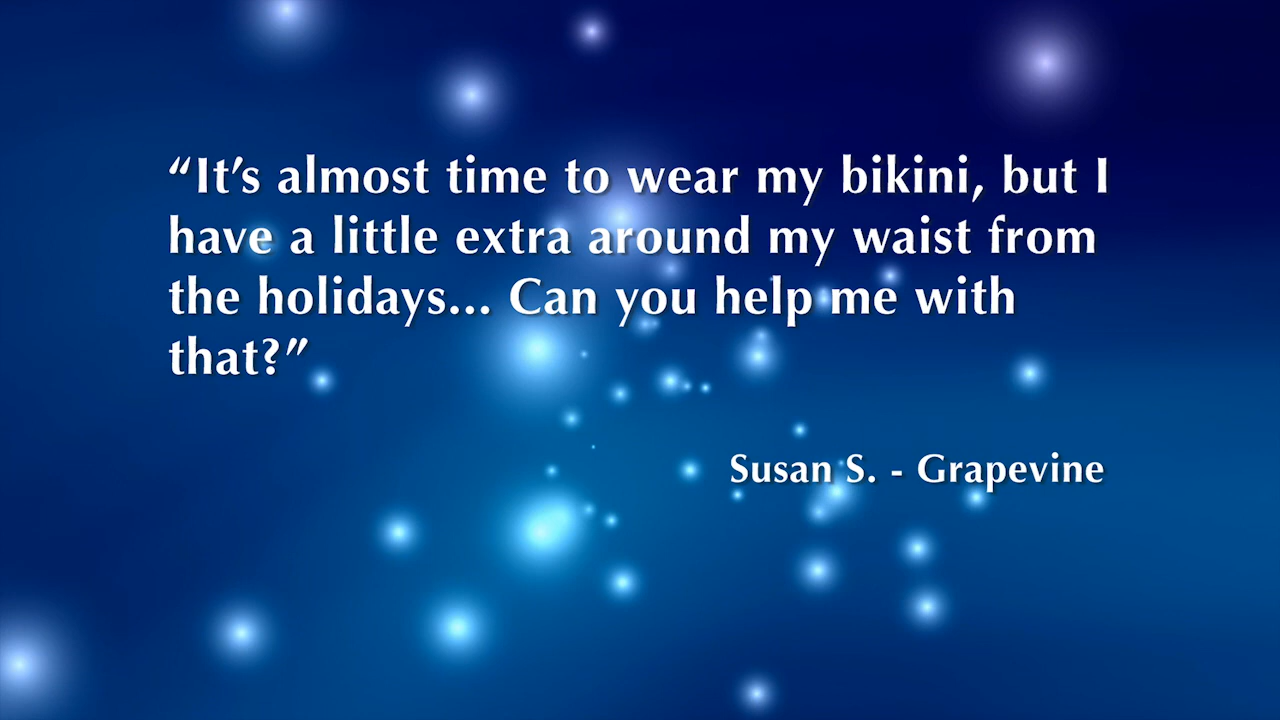 “It’s almost time to wear my bikini, but I
have a little extra around my waist from
the holidays... Can you help me with
that?”
Susan S. - Grapevine